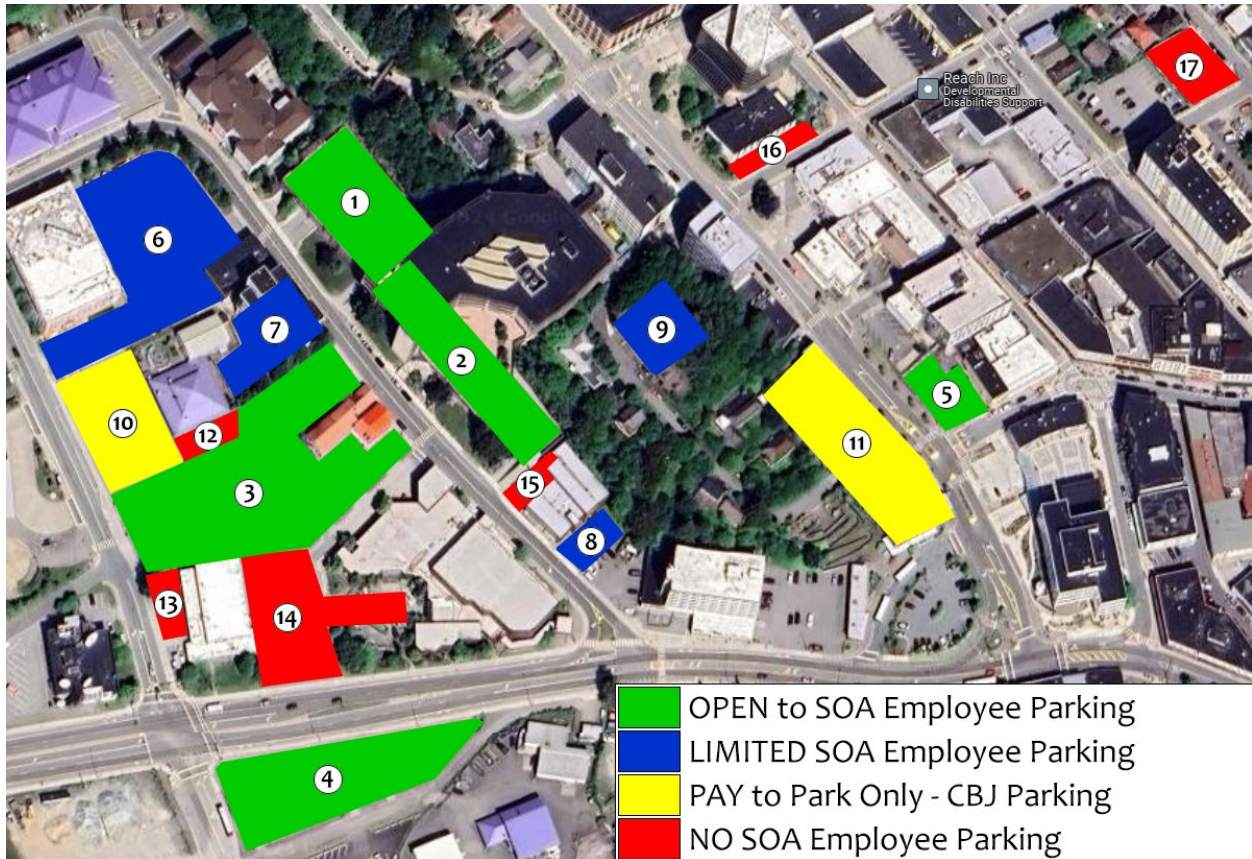 17
Reach Inc
Developmental
Disabilities Support
16
1
6
9
7
2
5
10
12
11
3
15
8
13
14
4
OPEN to SOA Employee Parking
LIMITED SOA Employee Parking
PAY to Park Only - CBJ Parking
NO SOA Employee Parking